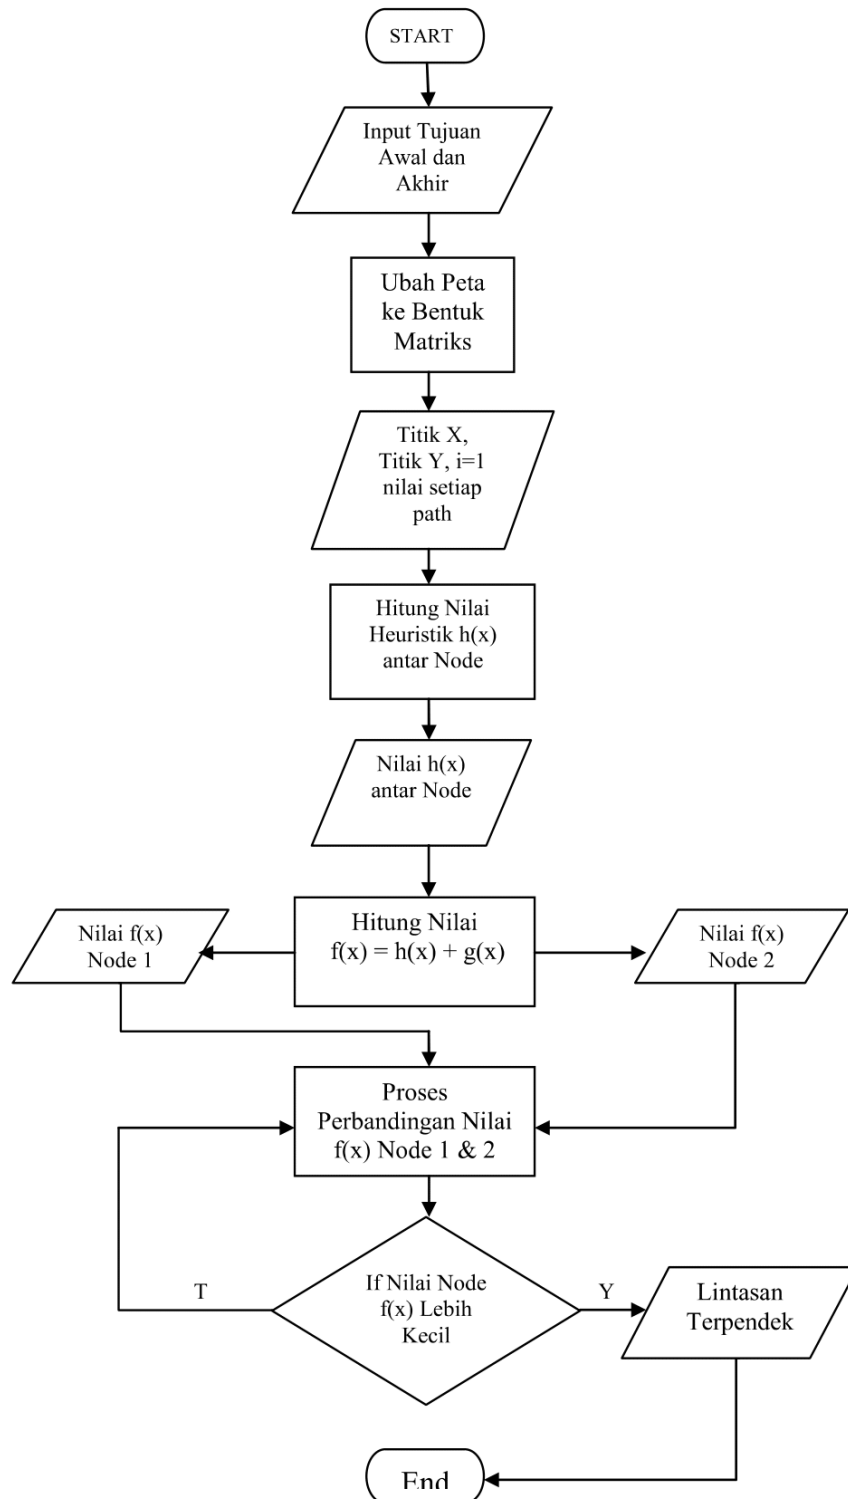 START
Input Tujuan
Awal dan
Akhir
Ubah Peta
ke Bentuk
Matriks
Titik X,
Titik Y, i=1
nilai setiap
path
Hitung Nilai
Heuristik h(x)
antar Node
Nilai h(x)
antar Node
Nilai f(x)
Node 1
Hitung Nilai
f(x) = h(x) + g(x)
Nilai f(x)
Node 2
Proses
Perbandingan Nilai
f(x) Node 1 & 2
T
If Nilai Node
f(x) Lebih
Kecil
Y
Lintasan
Terpendek
End